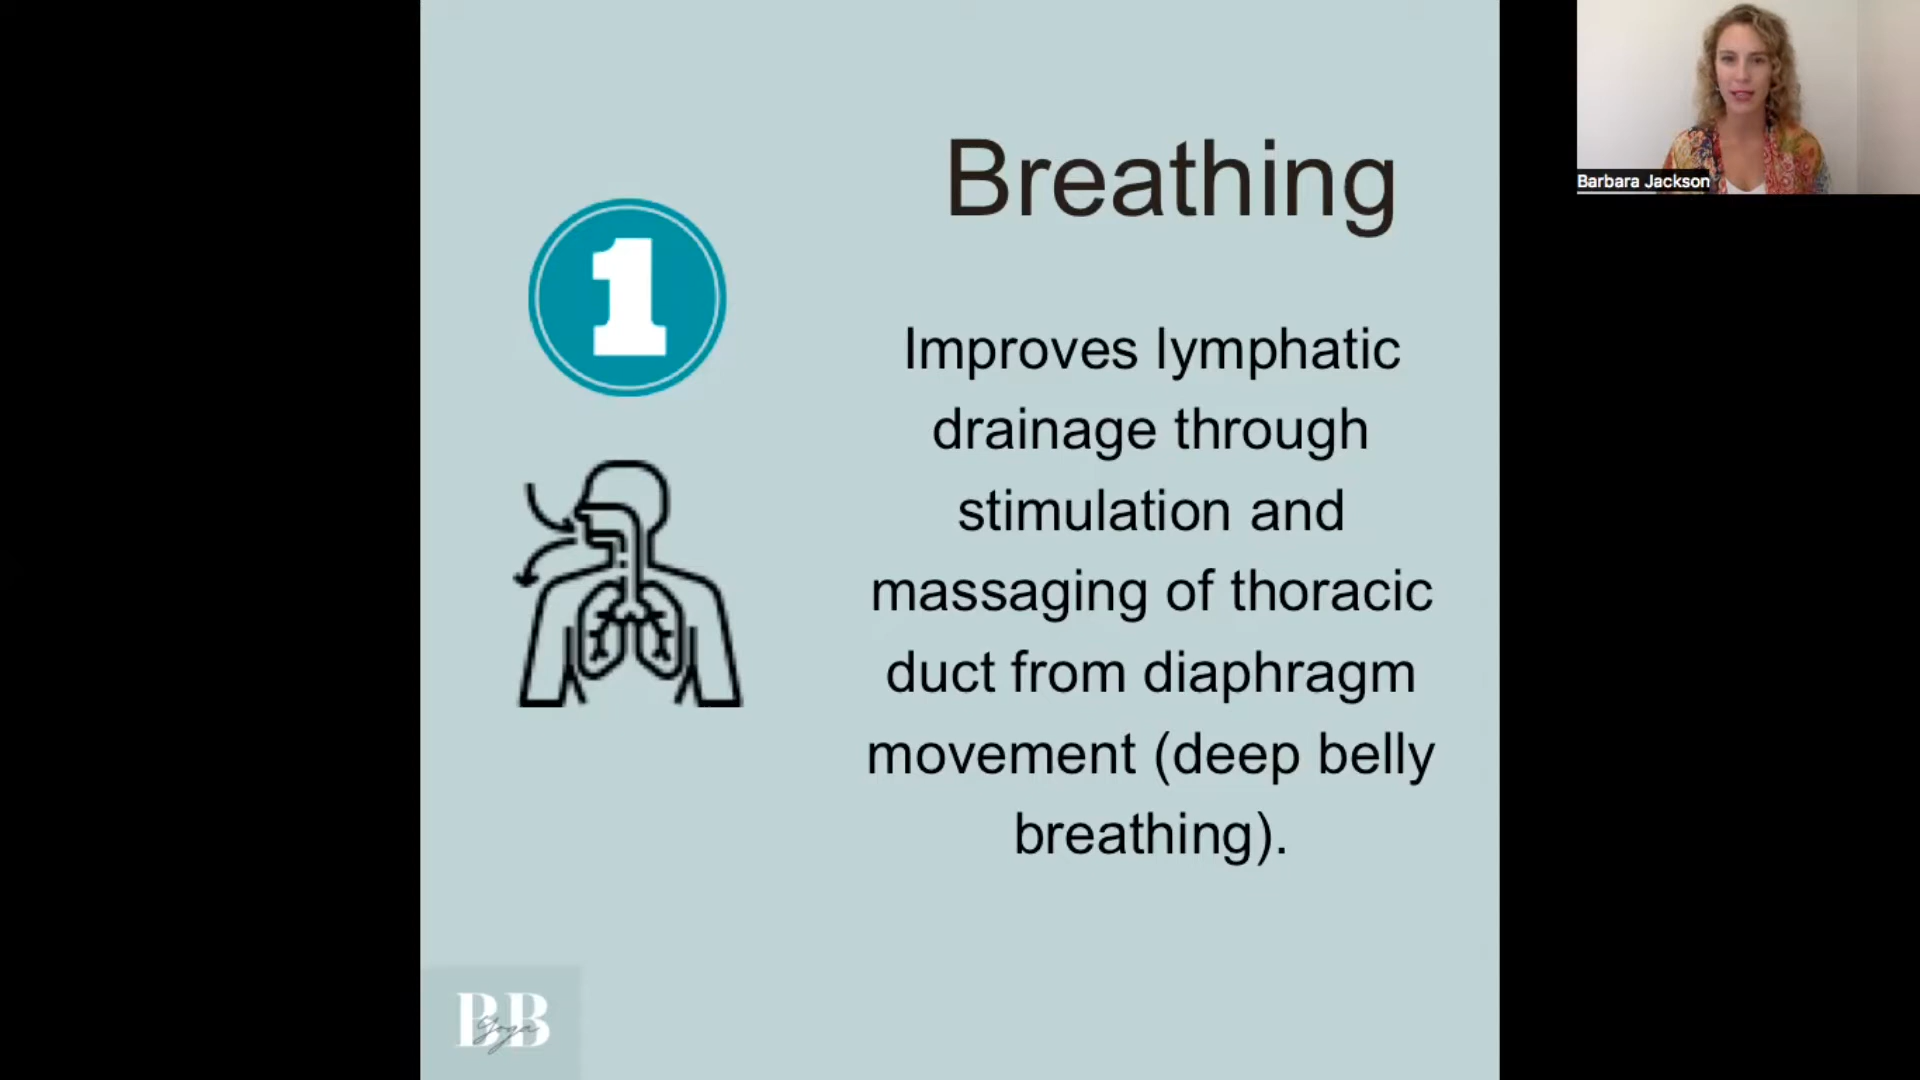 Breathing
1
Improves lymphatic
drainage through
stimulation and
massaging of thoracic
duct from diaphragm
movement (deep belly
breathing).
Barbara Jackson
BB
Yoga